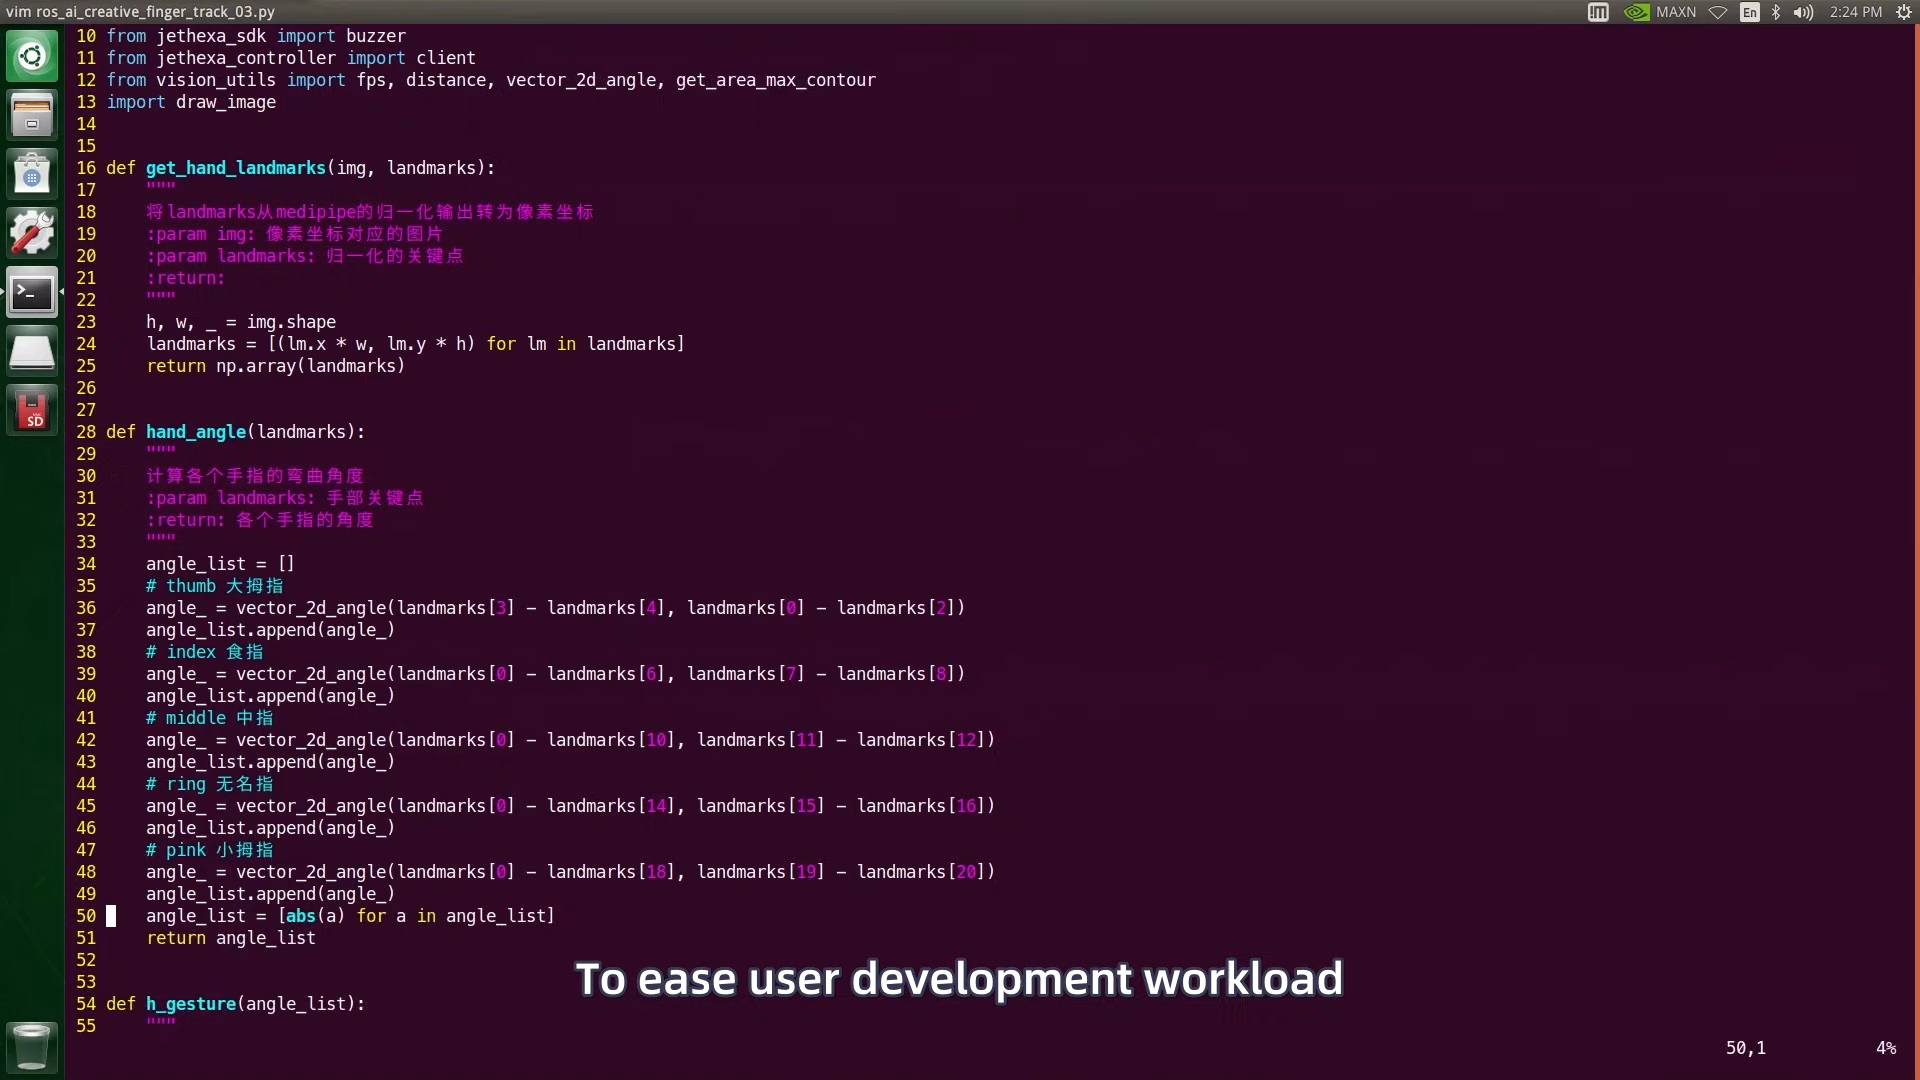 vim ros_ai_creative_finger_track_03.py MAXN En 2:24 PM
10 from jethexa_sdk import buzzer
11 from jethexa_controller import client
12 from vision_utils import fps, distance, vector_2d_angle, get_area_max_contour
13 import draw_image
14
15
16 def get_hand_landmarks(img, landmarks):
17     """
18     将landmarks从medipipe的归一化输出转为像素坐标
19     :param img: 像素坐标对应的图片
20     :param landmarks: 归一化的关键点
21     :return:
22     """
23     h, w, _ = img.shape
24     landmarks = [(lm.x * w, lm.y * h) for lm in landmarks]
25     return np.array(landmarks)
26
27
28 def hand_angle(landmarks):
29     """
30     计算各个手指的弯曲角度
31     :param landmarks: 手部关键点
32     :return: 各个手指的角度
33     """
34     angle_list = []
35     # thumb 大拇指
36     angle_ = vector_2d_angle(landmarks[3] - landmarks[4], landmarks[0] - landmarks[2])
37     angle_list.append(angle_)
38     # index 食指
39     angle_ = vector_2d_angle(landmarks[0] - landmarks[6], landmarks[7] - landmarks[8])
40     angle_list.append(angle_)
41     # middle 中指
42     angle_ = vector_2d_angle(landmarks[0] - landmarks[10], landmarks[11] - landmarks[12])
43     angle_list.append(angle_)
44     # ring 无名指
45     angle_ = vector_2d_angle(landmarks[0] - landmarks[14], landmarks[15] - landmarks[16])
46     angle_list.append(angle_)
47     # pink 小拇指
48     angle_ = vector_2d_angle(landmarks[0] - landmarks[18], landmarks[19] - landmarks[20])
49     angle_list.append(angle_)
50     angle_list = [abs(a) for a in angle_list]
51     return angle_list
52
53
To ease user development workload
54 def h_gesture(angle_list):
55     """
50,1 4%
SD